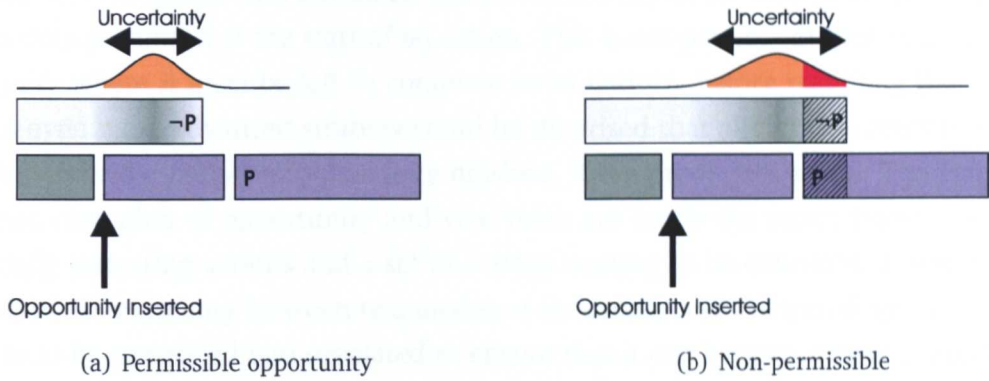 Uncertainty
Uncertainty
¬P
¬P
P
P
Opportunity Inserted
Opportunity Inserted
(a) Permissible opportunity
(b) Non-permissible